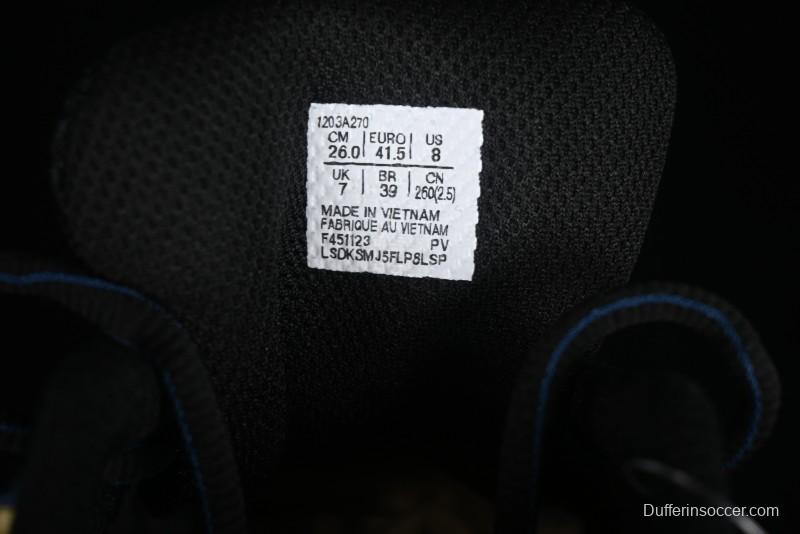 1203A270
CM | EURO | US
26.0 | 41.5 | 8
UK | BR | CN
7 | 39 | 260(2.5)
MADE IN VIETNAM
FABRIQUE AU VIETNAM
F451123 PV
LSDKSMJ5FLP8LSP
Dufferinsoccer.com